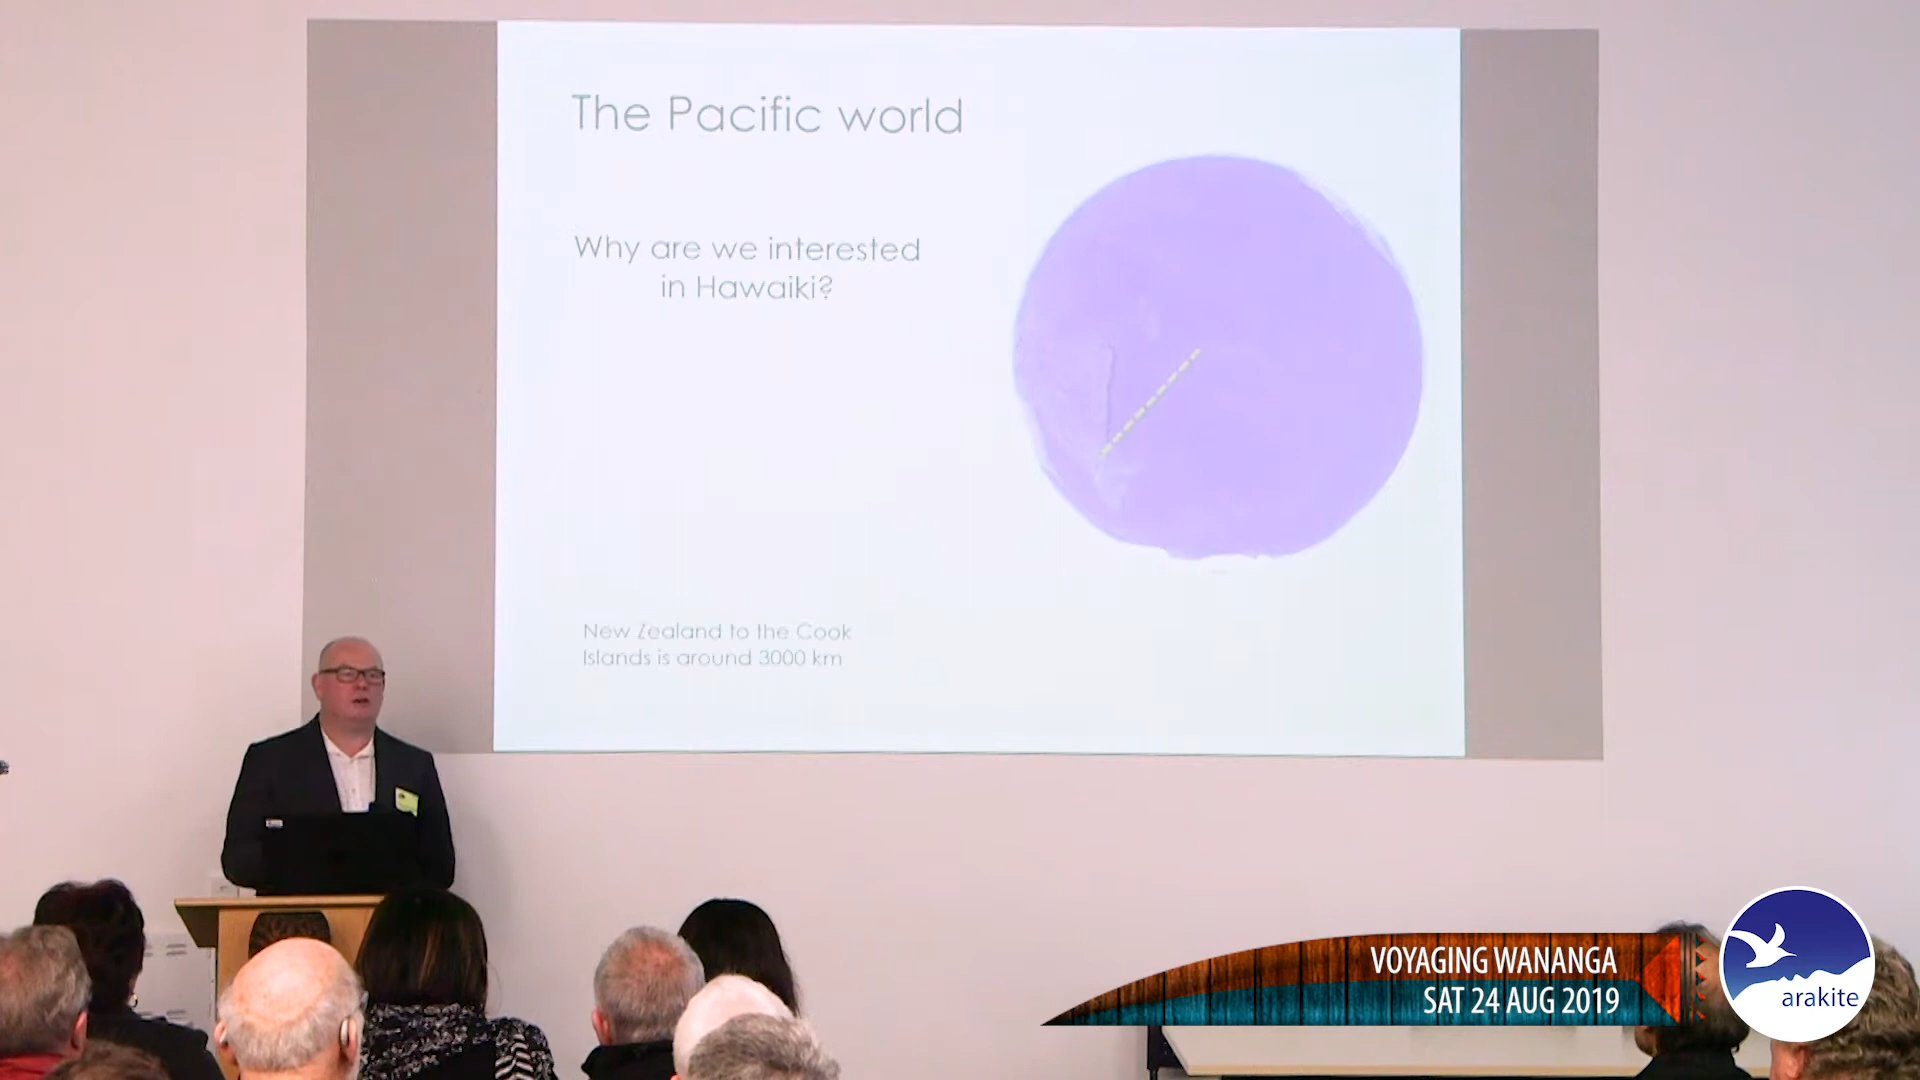 The Pacific world
Why are we interested
in Hawaiki?
New Zealand to the Cook
Islands is around 3000 km
VOYAGING WANANGA
SAT 24 AUG 2019
arakite